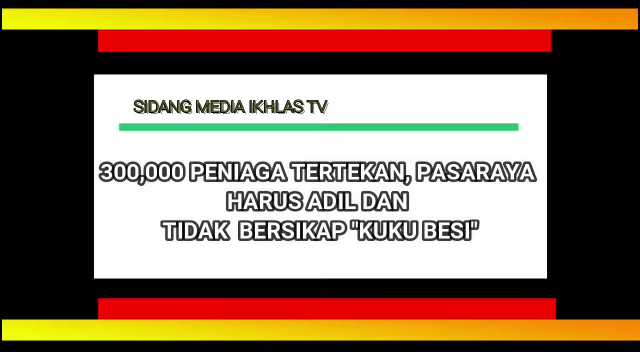 SIDANG MEDIA IKHLAS TV
300,000 PENIAGA TERTEKAN, PASARAYA
HARUS ADIL DAN
TIDAK BERSIKAP "KUKU BESI"